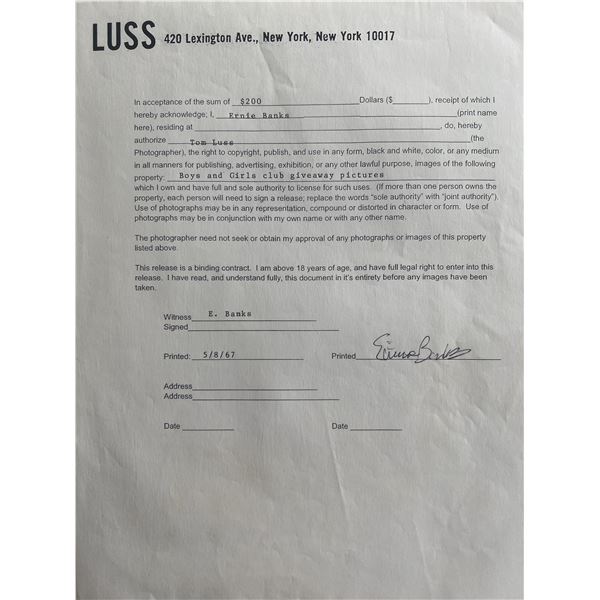 LUSS 420 Lexington Ave., New York, New York 10017
In acceptance of the sum of $200 Dollars ($ ), receipt of which I
hereby acknowledge; I, Ernie Banks (print name
here), residing at , do, hereby
authorize Tom Luss (the
Photographer), the right to copyright, publish, and use in any form, black and white, color, or any medium
in all manners for publishing, advertising, exhibition, or any other lawful purpose, images of the following
property: Boys and Girls club giveaway pictures
which I own and have full and sole authority to license for such uses. (If more than one person owns the
property, each person will need to sign a release; replace the words "sole authority" with "joint authority").
Use of photographs may be in any representation, compound or distorted in character or form. Use of
photographs may be in conjunction with my own name or with any other name.
The photographer need not seek or obtain my approval of any photographs or images of this property
listed above.
This release is a binding contract. I am above 18 years of age, and have full legal right to enter into this
release. I have read, and understand fully, this document in it's entirety before any images have been
taken.
Witness E. Banks
Signed
Printed: 5/8/67 Printed Ernie Banks
Address
Address
Date Date